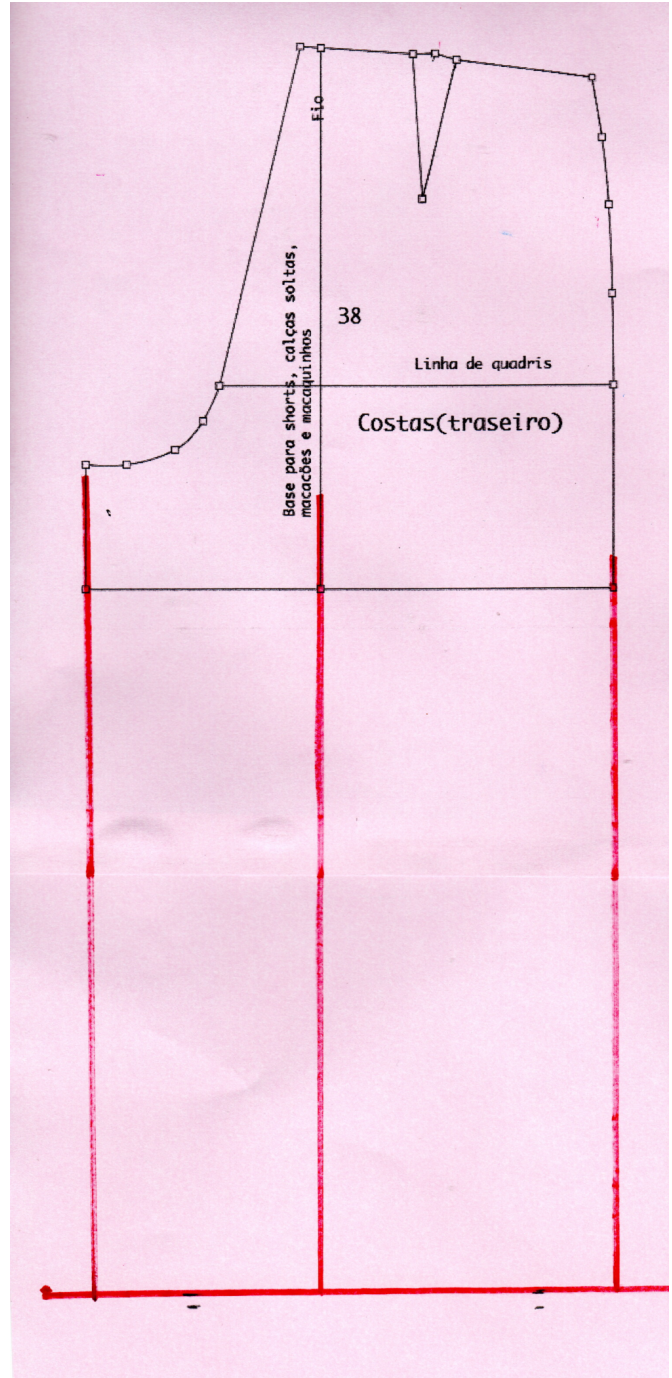 Fio
38
Base para shorts, calças soltas,
macacões e macaquinhos
Linha de quadris
Costas(traseiro)